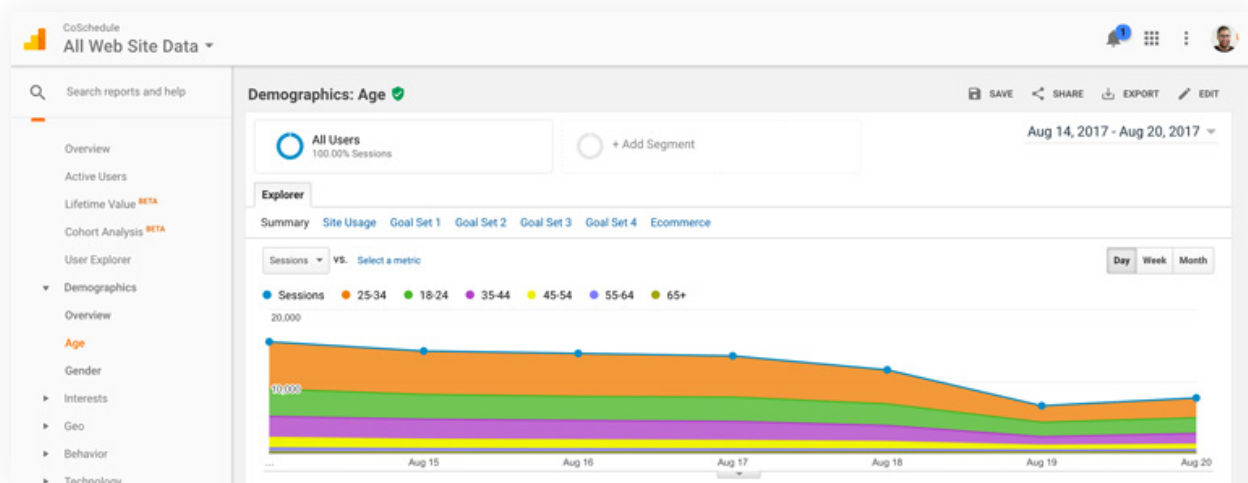 CoSchedule
All Web Site Data
1
Search reports and help
Overview
Active Users
Lifetime Value BETA
Cohort Analysis BETA
User Explorer
Demographics
Overview
Age
Gender
Interests
Geo
Behavior
Technology
Demographics: Age
SAVE SHARE EXPORT EDIT
All Users
100.00% Sessions
+ Add Segment
Aug 14, 2017 - Aug 20, 2017
Explorer
Summary Site Usage Goal Set 1 Goal Set 2 Goal Set 3 Goal Set 4 Ecommerce
Sessions VS. Select a metric
Day Week Month
Sessions 25-34 18-24 35-44 45-54 55-64 65+
20,000
10,000
... Aug 15 Aug 16 Aug 17 Aug 18 Aug 19 Aug 20